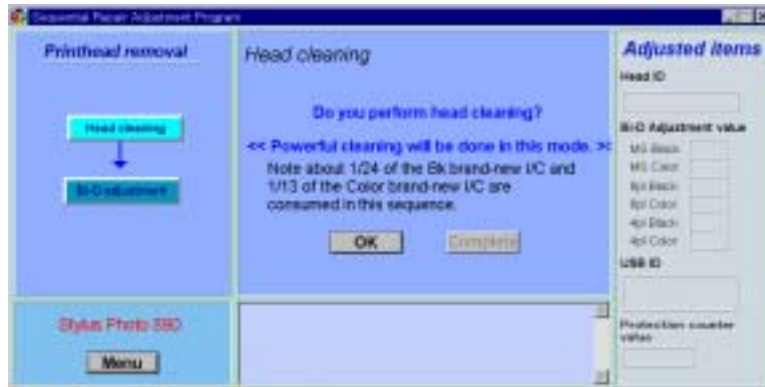 Sequential Repair Adjustment Program
Printhead removal
Head cleaning
Bi-D adjustment
Stylus Photo
Menu
Head cleaning
Do you perform head cleaning?
<< Powerful cleaning will be done in this mode. >>
Note about 1/24 of the Bk brand-new I/C and
1/13 of the Color brand-new I/C are
consumed in this sequence.
OK
Complete
Adjusted items
Head ID
Bi-D Adjustment value
MS Black
MS Color
8pl Black
8pl Color
4pl Black
4pl Color
USB ID
Protection counter
value